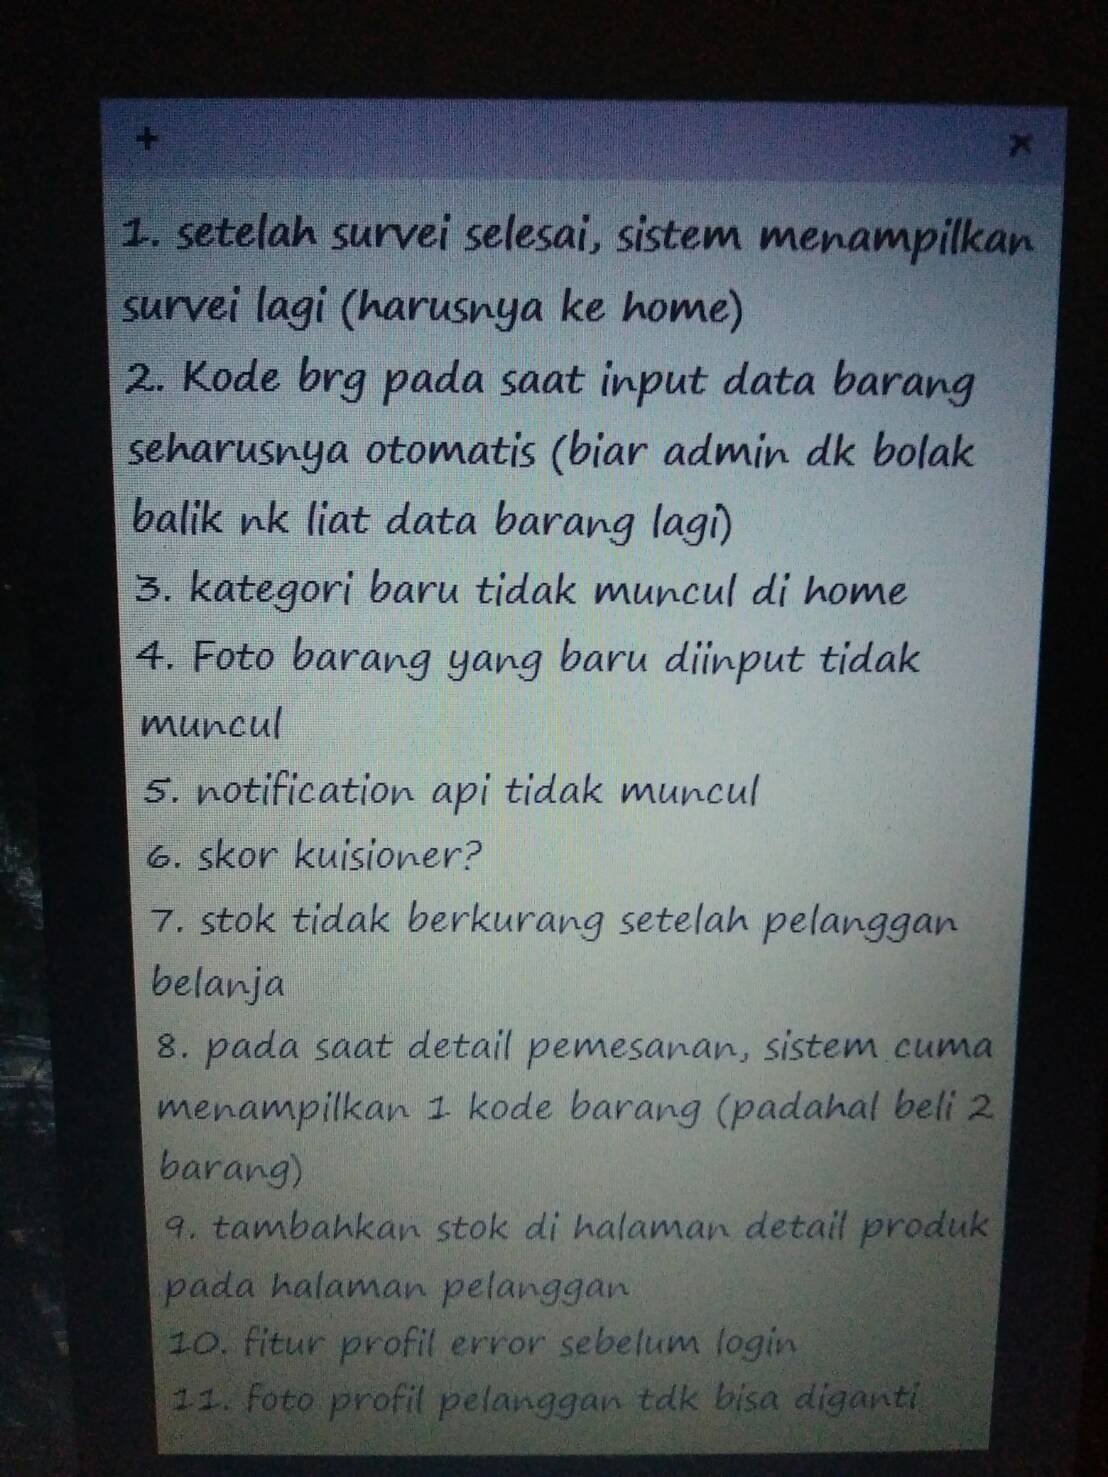 + ×
1. setelah survei selesai, sistem menampilkan
survei lagi (harusnya ke home)
2. Kode brg pada saat input data barang
seharusnya otomatis (biar admin dk bolak
balik nk liat data barang lagi)
3. kategori baru tidak muncul di home
4. Foto barang yang baru diinput tidak
muncul
5. notification api tidak muncul
6. skor kuisioner?
7. stok tidak berkurang setelah pelanggan
belanja
8. pada saat detail pemesanan, sistem cuma
menampilkan 1 kode barang (padahal beli 2
barang)
9. tambahkan stok di halaman detail produk
pada halaman pelanggan
10. fitur profil error sebelum login
11. foto profil pelanggan tdk bisa diganti